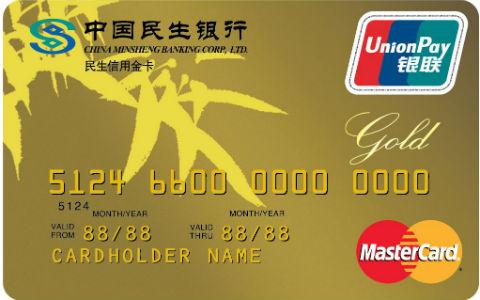 中国民生银行
CHINA MINSHENG BANKING CORP., LTD.
民生信用金卡
UnionPay
银联
Gold
5124 6600 0000 0000
5124
MONTH/YEAR MONTH/YEAR
VALID FROM 88/88 VALID THRU 88/88
CARDHOLDER NAME
MasterCard